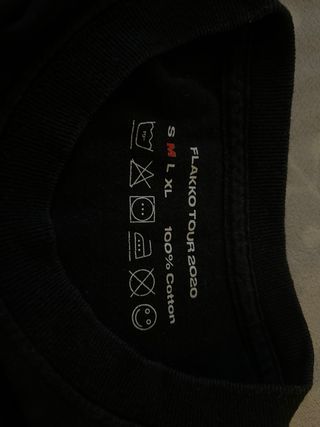 FLAKKO TOUR 2020
S M L XL 100% Cotton